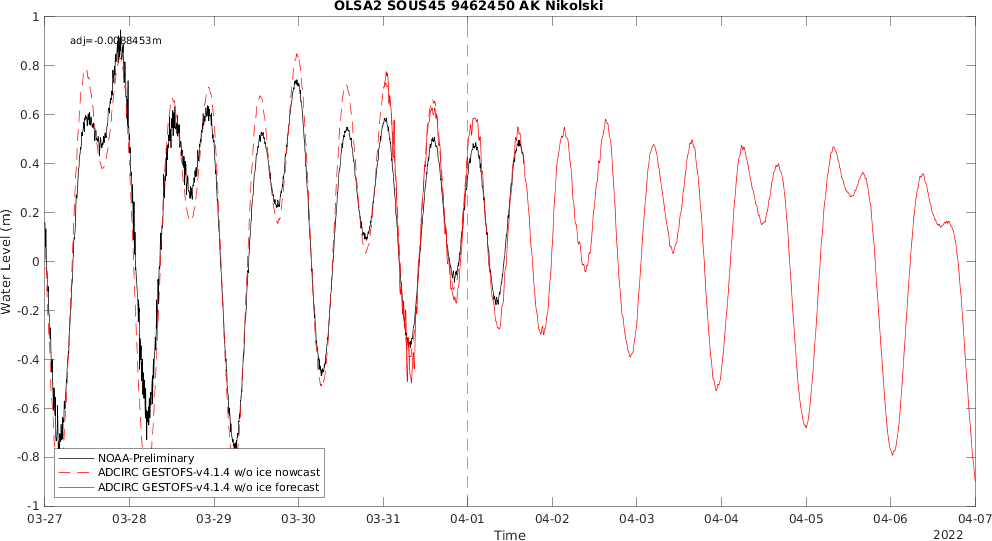 OLSA2 SOUS45 9462450 AK Nikolski
adj=-0.0088453m
Water Level (m)
1
0.8
0.6
0.4
0.2
0
-0.2
-0.4
-0.6
-0.8
-1
NOAA-Preliminary
ADCIRC GESTOFS-v4.1.4 w/o ice nowcast
ADCIRC GESTOFS-v4.1.4 w/o ice forecast
03-27 03-28 03-29 03-30 03-31 04-01 04-02 04-03 04-04 04-05 04-06 04-07
Time
2022